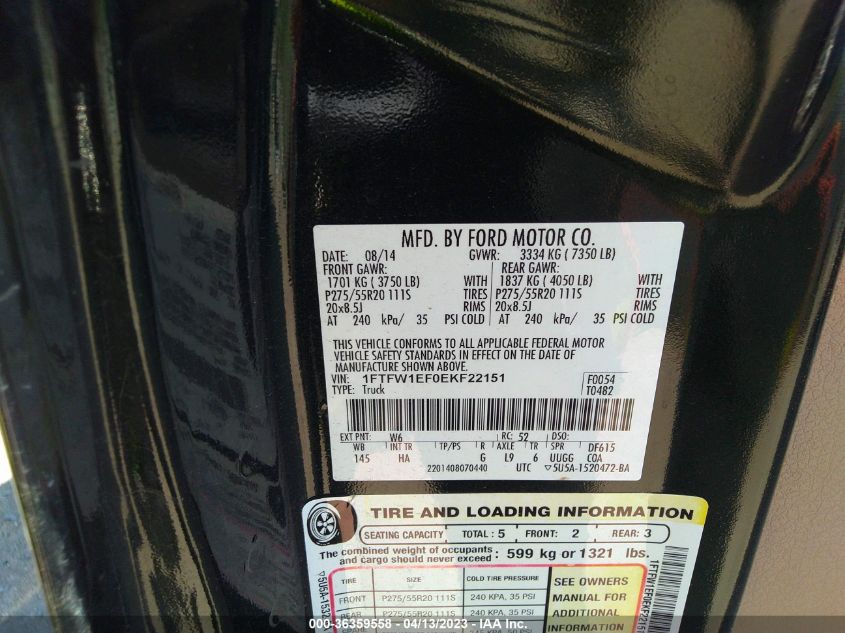 MFD. BY FORD MOTOR CO.
DATE: 08/14 GVWR: 3334 KG ( 7350 LB)
FRONT GAWR: REAR GAWR:
1701 KG ( 3750 LB) WITH 1837 KG ( 4050 LB) WITH
P275/55R20 111S TIRES P275/55R20 111S TIRES
20x8.5J RIMS 20x8.5J RIMS
AT 240 kPa/ 35 PSI COLD AT 240 kPa/ 35 PSI COLD
THIS VEHICLE CONFORMS TO ALL APPLICABLE FEDERAL MOTOR
VEHICLE SAFETY STANDARDS IN EFFECT ON THE DATE OF
MANUFACTURE SHOWN ABOVE.
VIN: 1FTFW1EF0EKF22151 F0054
TYPE: Truck T0482
EXT PNT: W6 RC: 52 DSO:
WB INT TR TP/PS R AXLE TR SPR DF615
145 HA G L9 6 UUGG COA
2201408070440 UTC ▽5U5A-1520472-BA
TIRE AND LOADING INFORMATION
SEATING CAPACITY TOTAL : 5 FRONT: 2 REAR: 3
The combined weight of occupants
and cargo should never exceed : 599 kg or 1321 lbs.
TIRE SIZE COLD TIRE PRESSURE SEE OWNERS
FRONT P275/55R20 111S 240 KPA, 35 PSI MANUAL FOR
REAR P275/55R20 111S 240 KPA, 35 PSI ADDITIONAL
INFORMATION
1FTFW1EF0EKF22151
000-36359558 - 04/13/2023 - IAA Inc.